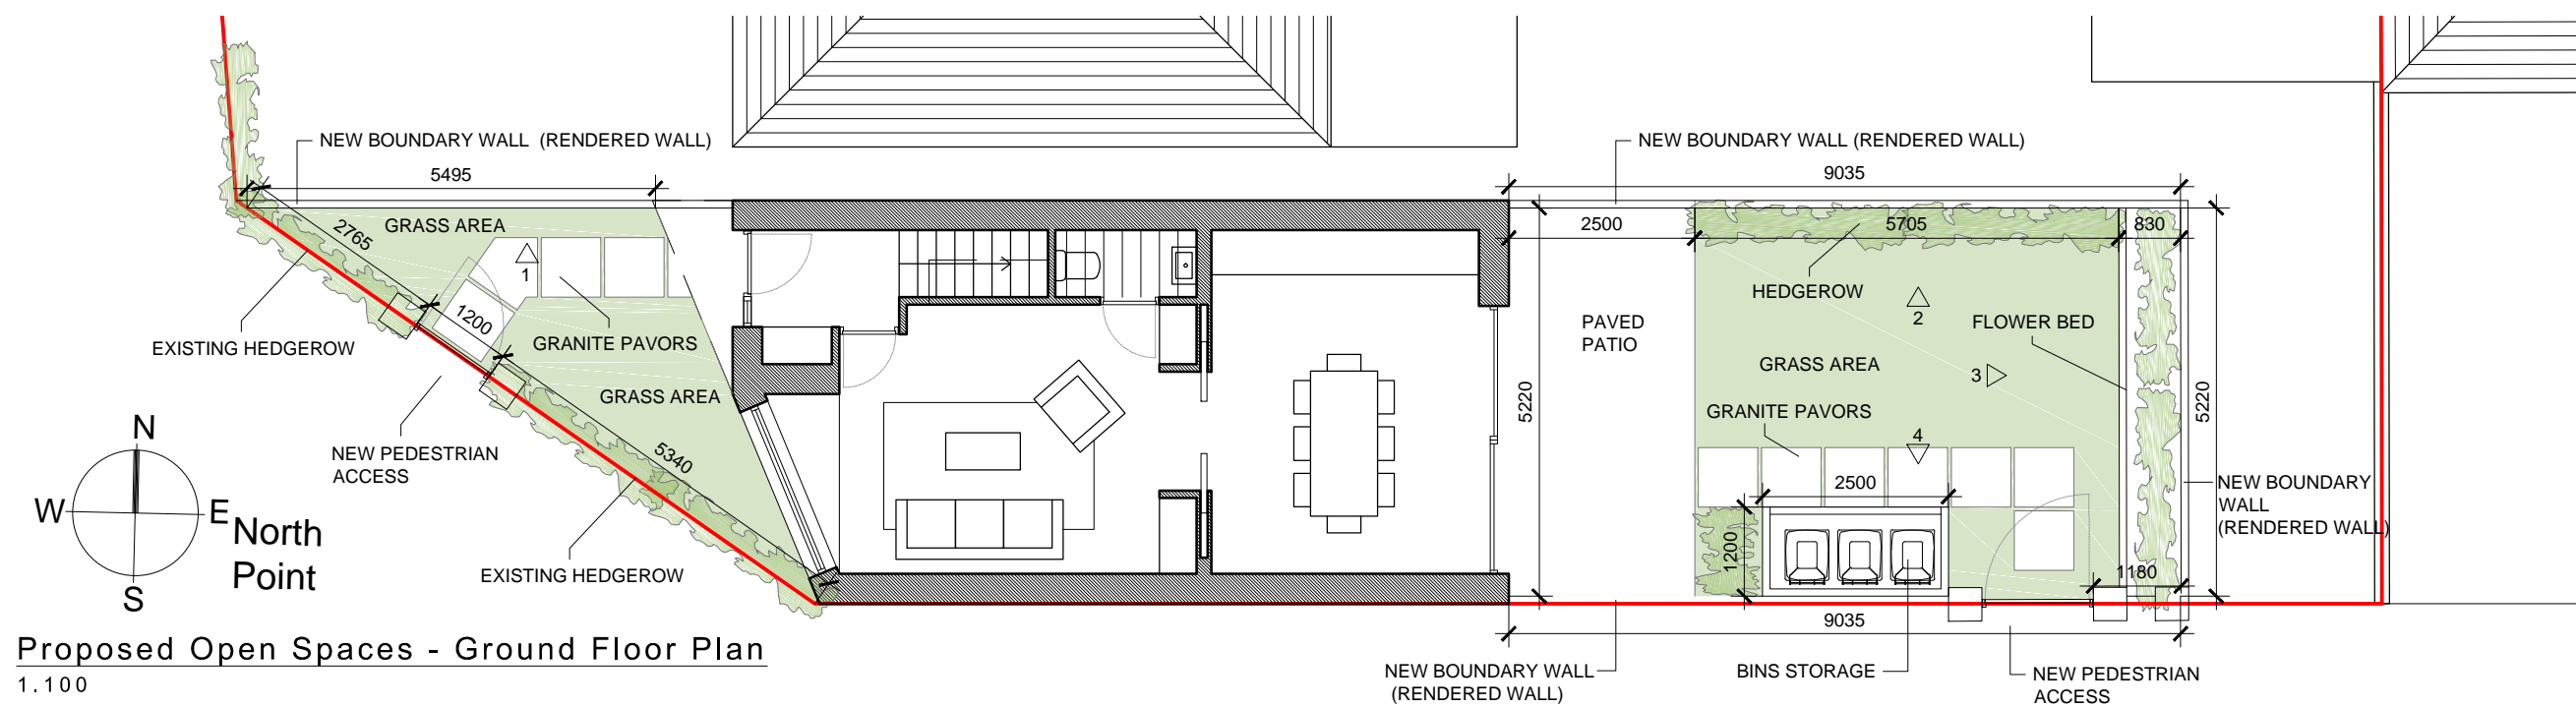 NEW BOUNDARY WALL (RENDERED WALL)
NEW BOUNDARY WALL (RENDERED WALL)
5495
9035
GRASS AREA
2765
2500
5705
830
1
HEDGEROW
2
1200
PAVED
PATIO
FLOWER BED
EXISTING HEDGEROW
GRANITE PAVORS
GRASS AREA
3
GRASS AREA
5220
5220
GRANITE PAVORS
4
N
W
E
S
North
Point
NEW PEDESTRIAN
ACCESS
5340
2500
NEW BOUNDARY
WALL
(RENDERED WALL)
1200
EXISTING HEDGEROW
1180
9035
Proposed Open Spaces - Ground Floor Plan
1.100
NEW BOUNDARY WALL
(RENDERED WALL)
BINS STORAGE
NEW PEDESTRIAN
ACCESS